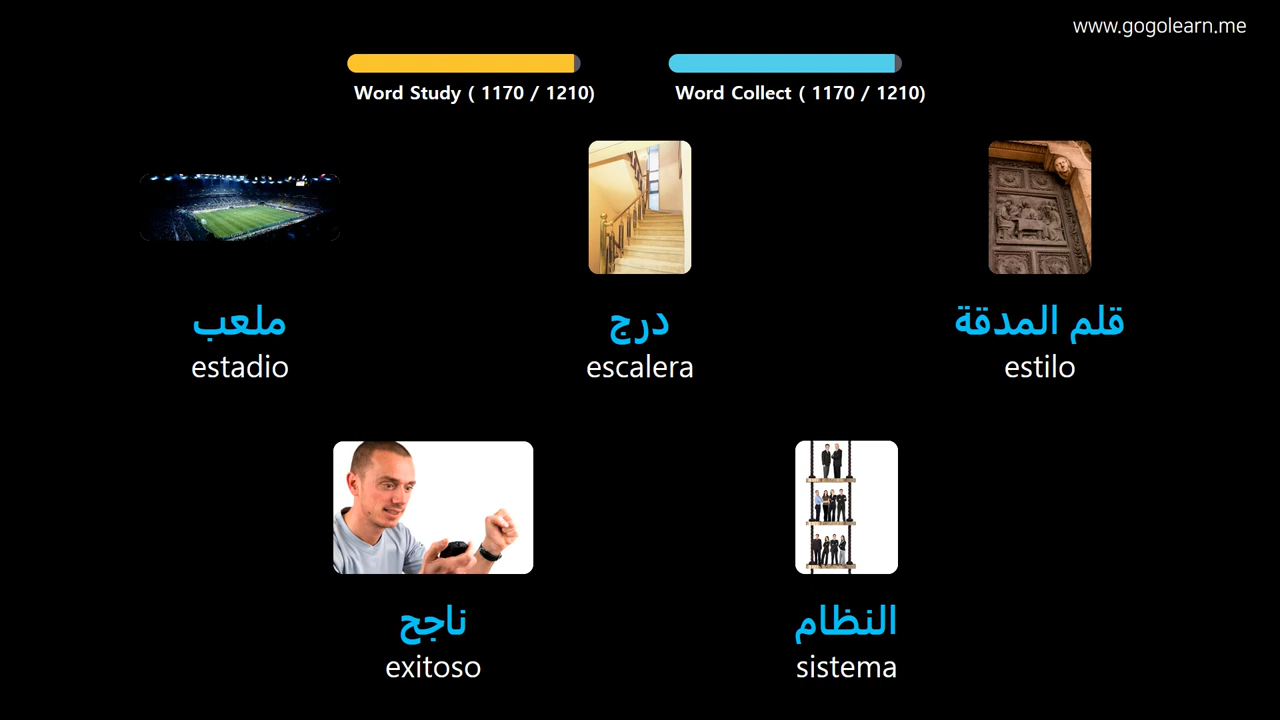 www.gogolearn.me
Word Study ( 1170 / 1210)
Word Collect ( 1170 / 1210)
ملعب
estadio
درج
escalera
قلم المدقة
estilo
ناجح
exitoso
النظام
sistema